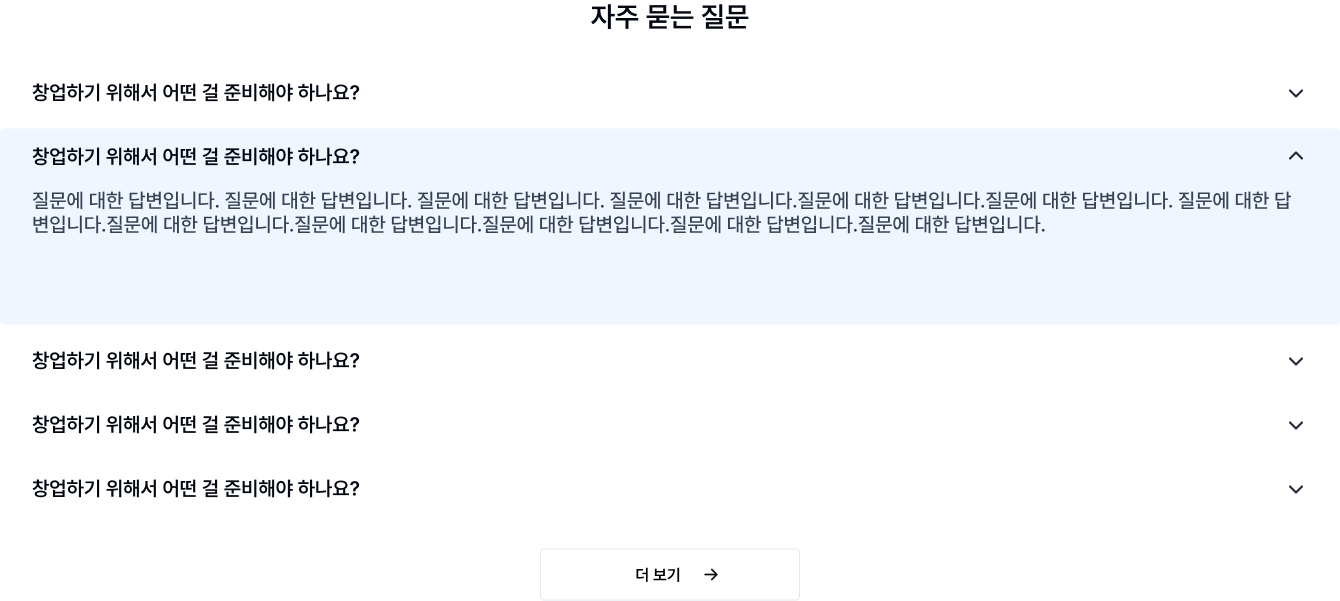 자주 묻는 질문
창업하기 위해서 어떤 걸 준비해야 하나요?
창업하기 위해서 어떤 걸 준비해야 하나요?
질문에 대한 답변입니다. 질문에 대한 답변입니다. 질문에 대한 답변입니다. 질문에 대한 답변입니다.질문에 대한 답변입니다.질문에 대한 답변입니다. 질문에 대한 답
변입니다.질문에 대한 답변입니다.질문에 대한 답변입니다.질문에 대한 답변입니다.질문에 대한 답변입니다.질문에 대한 답변입니다.
창업하기 위해서 어떤 걸 준비해야 하나요?
창업하기 위해서 어떤 걸 준비해야 하나요?
창업하기 위해서 어떤 걸 준비해야 하나요?
더 보기 →